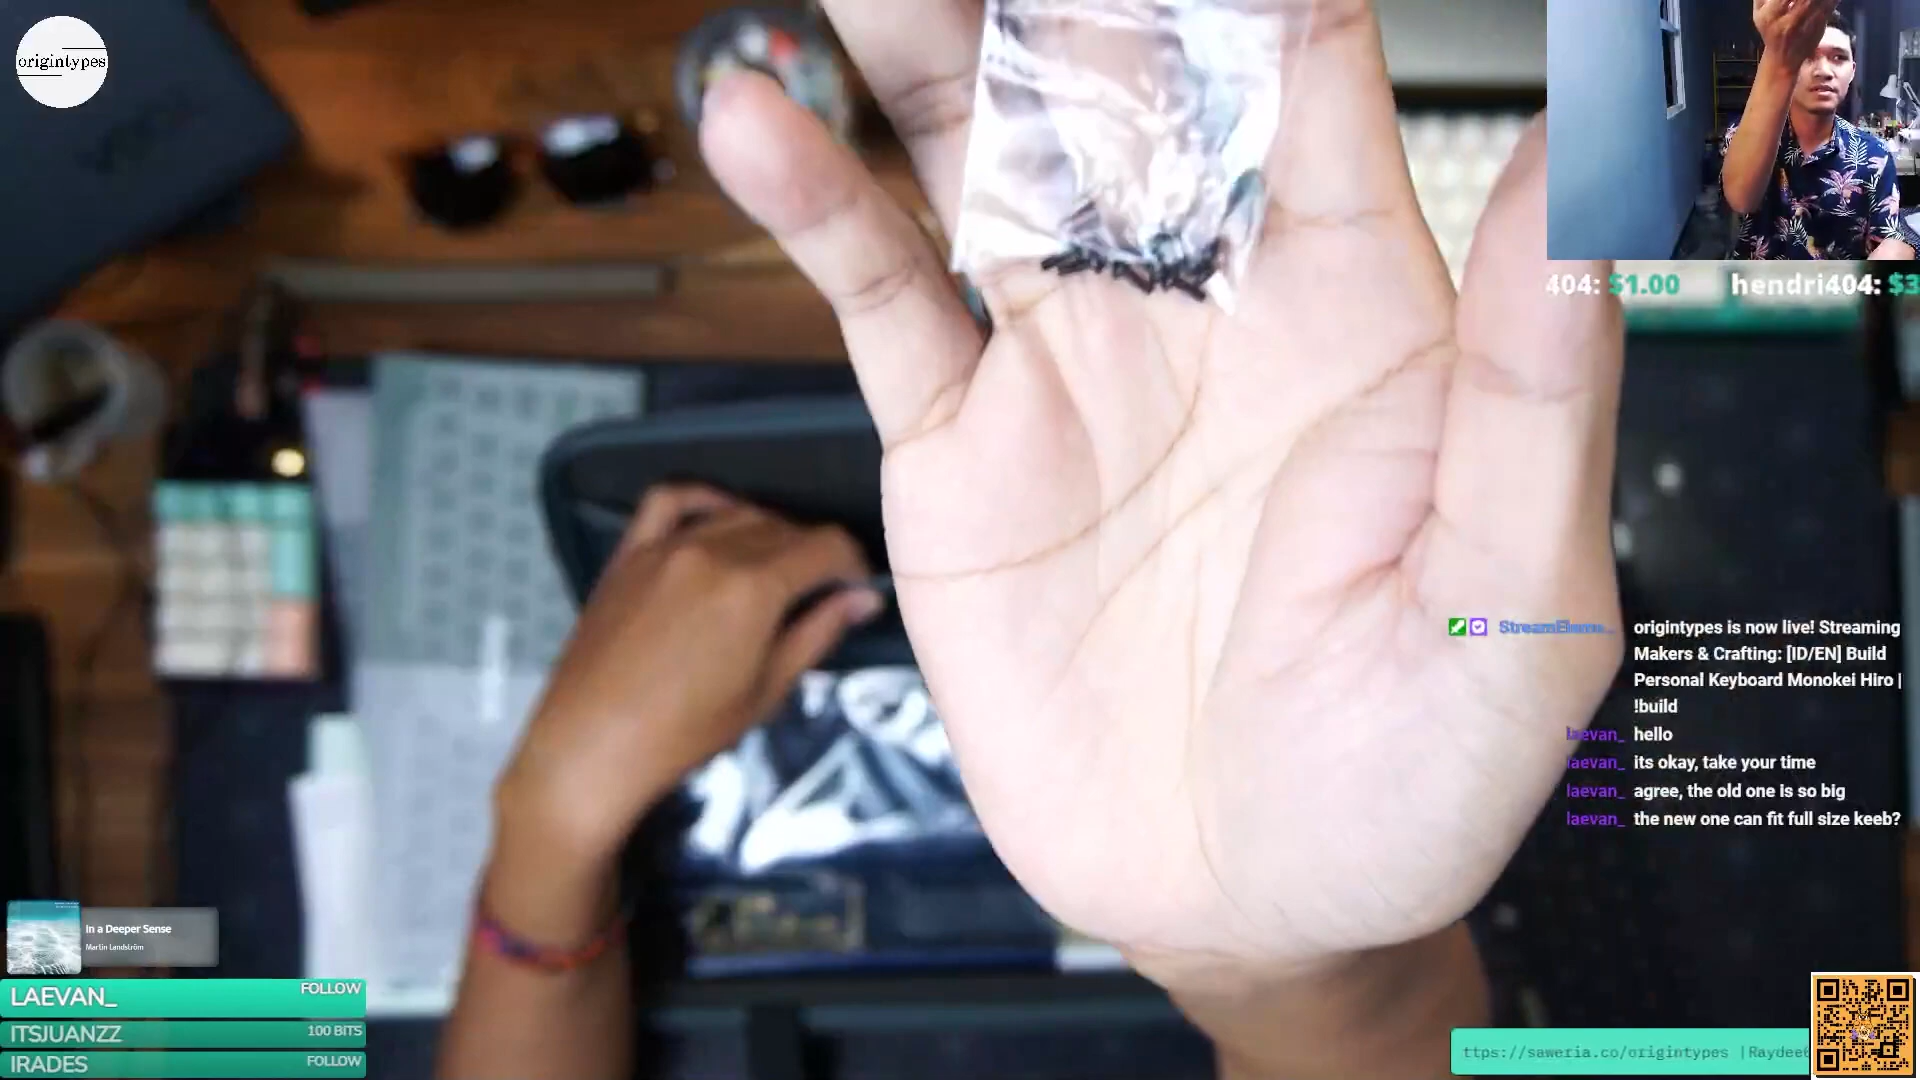 origintypes
404: $1.00 hendri404: $3
origintypes is now live! Streaming
Makers & Crafting: [ID/EN] Build
Personal Keyboard Monokei Hiro |
!build
laevan_ hello
laevan_ its okay, take your time
laevan_ agree, the old one is so big
laevan_ the new one can fit full size keeb?
In a Deeper Sense
Martin Landström
LAEVAN_ FOLLOW
ITSJUANZZ 100 BITS
IRADES FOLLOW
ttps://saweria.co/origintypes |Raydee